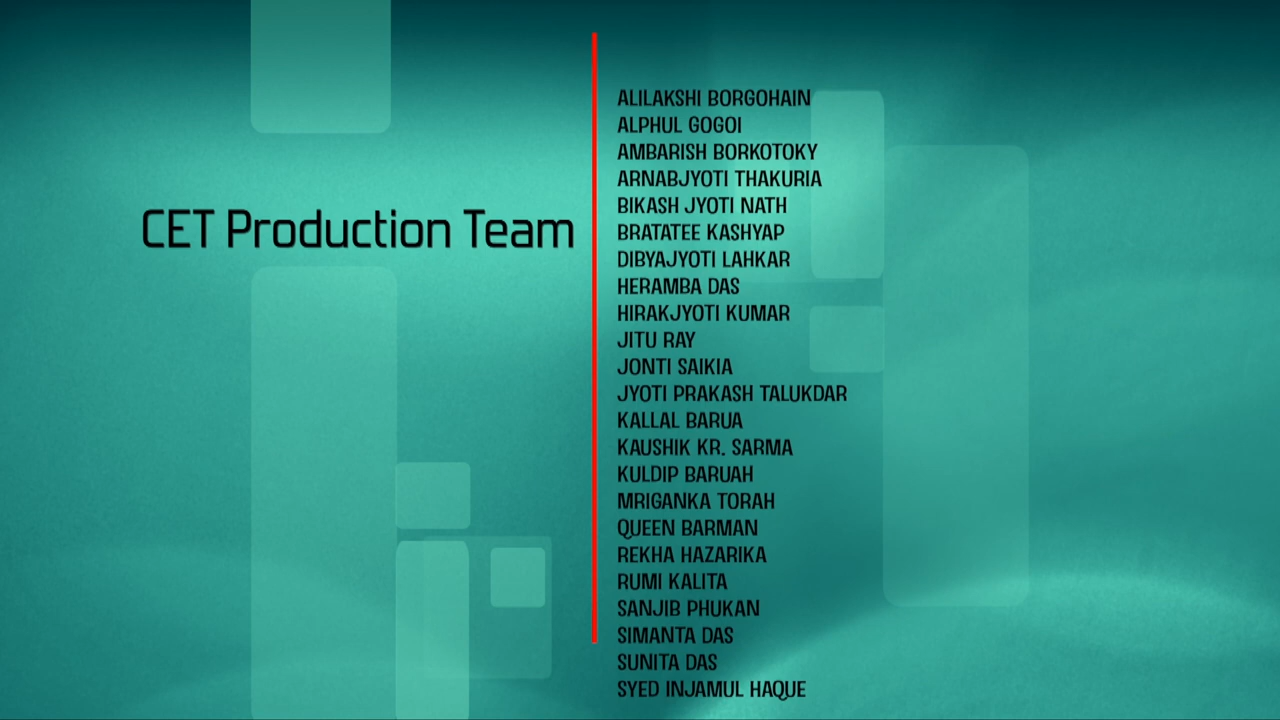 CET Production Team
ALILAKSHI BORGOHAIN
ALPHUL GOGOI
AMBARISH BORKOTOKY
ARNABJYOTI THAKURIA
BIKASH JYOTI NATH
BRATATEE KASHYAP
DIBYAJYOTI LAHKAR
HERAMBA DAS
HIRAKJYOTI KUMAR
JITU RAY
JONTI SAIKIA
JYOTI PRAKASH TALUKDAR
KALLAL BARUA
KAUSHIK KR. SARMA
KULDIP BARUAH
MRIGANKA TORAH
QUEEN BARMAN
REKHA HAZARIKA
RUMI KALITA
SANJIB PHUKAN
SIMANTA DAS
SUNITA DAS
SYED INJAMUL HAQUE